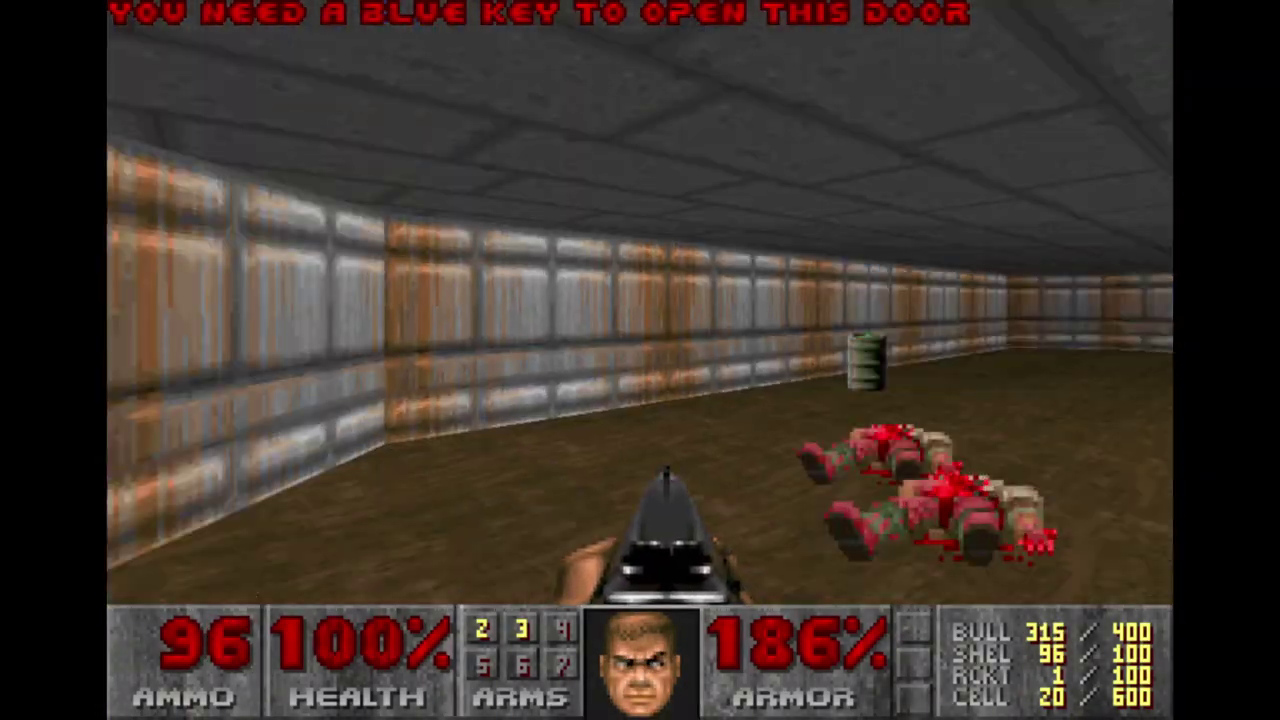 YOU NEED A BLUE KEY TO OPEN THIS DOOR
96 100% 2 3 4 186% BULL 315 / 400
5 6 7 SHEL 96 / 100
RCKT 1 / 100
AMMO HEALTH ARMS ARMOR CELL 20 / 600